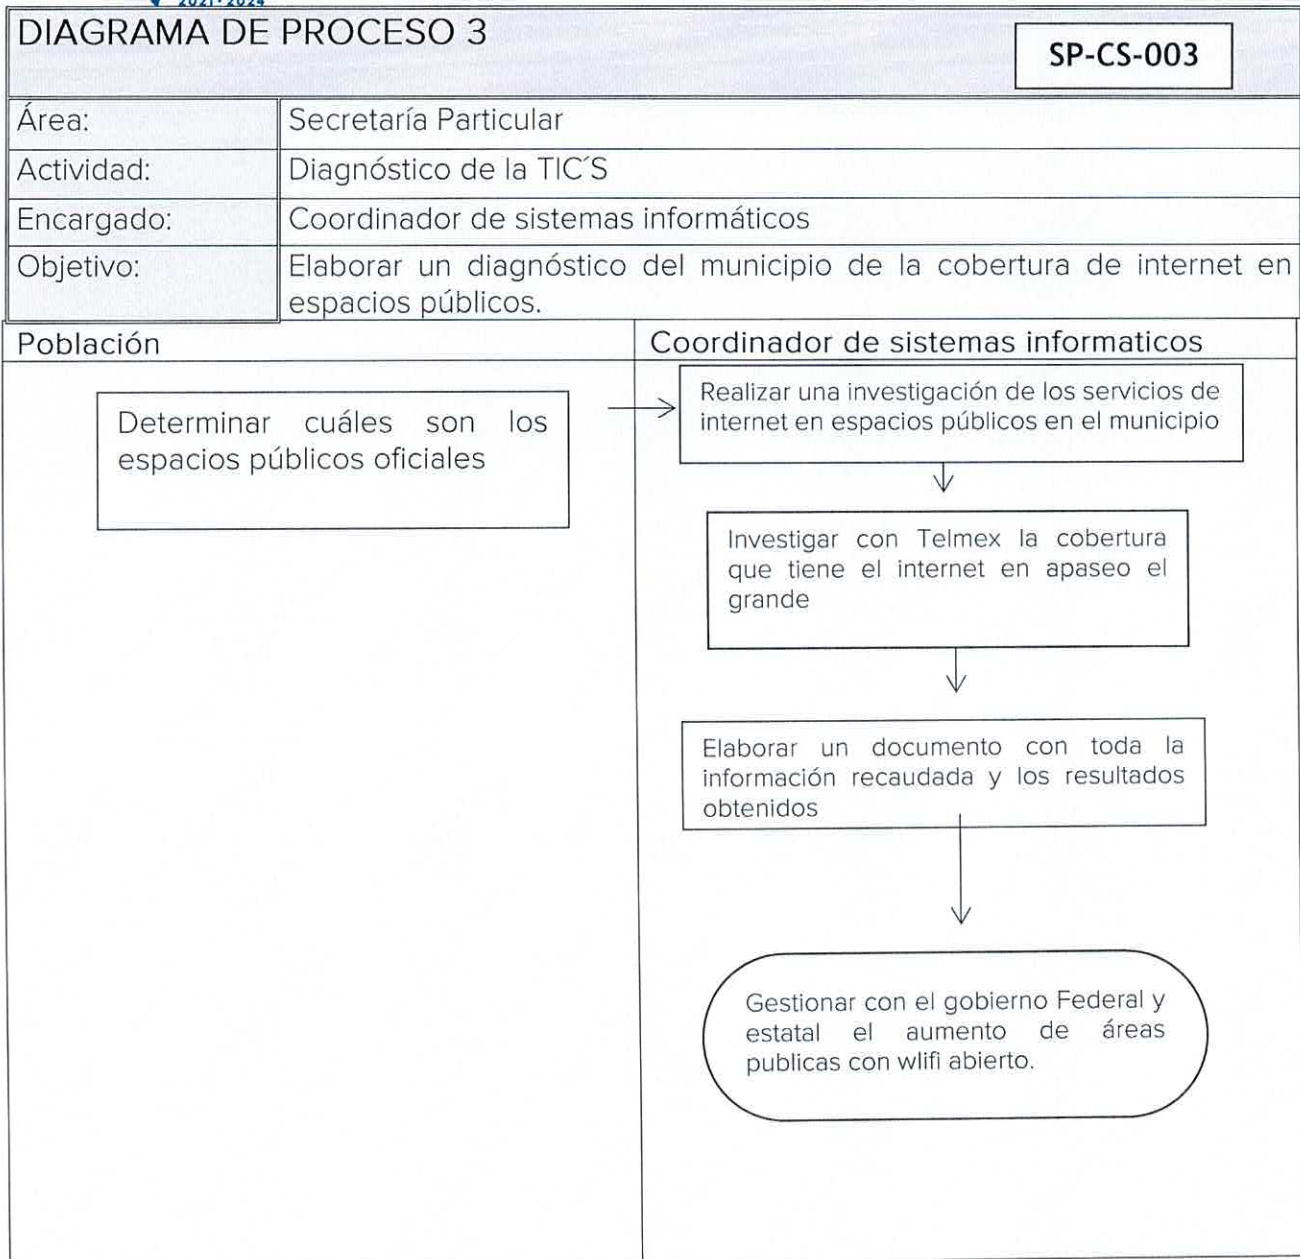 2021-2024
DIAGRAMA DE PROCESO 3
SP-CS-003
Área:
Secretaría Particular
Actividad:
Diagnóstico de la TIC´S
Encargado:
Coordinador de sistemas informáticos
Objetivo:
Elaborar un diagnóstico del municipio de la cobertura de internet en
espacios públicos.
Población
Coordinador de sistemas informaticos
Determinar cuáles son los
espacios públicos oficiales
Realizar una investigación de los servicios de
internet en espacios públicos en el municipio
Investigar con Telmex la cobertura
que tiene el internet en apaseo el
grande
Elaborar un documento con toda la
información recaudada y los resultados
obtenidos
Gestionar con el gobierno Federal y
estatal el aumento de áreas
publicas con wlifi abierto.